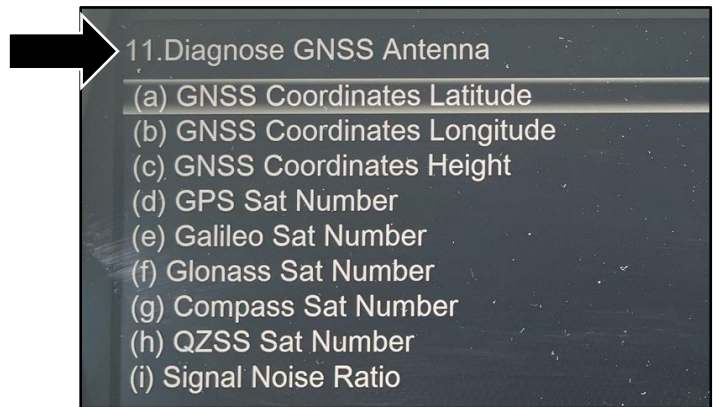 11.Diagnose GNSS Antenna
(a) GNSS Coordinates Latitude
(b) GNSS Coordinates Longitude
(c) GNSS Coordinates Height
(d) GPS Sat Number
(e) Galileo Sat Number
(f) Glonass Sat Number
(g) Compass Sat Number
(h) QZSS Sat Number
(i) Signal Noise Ratio